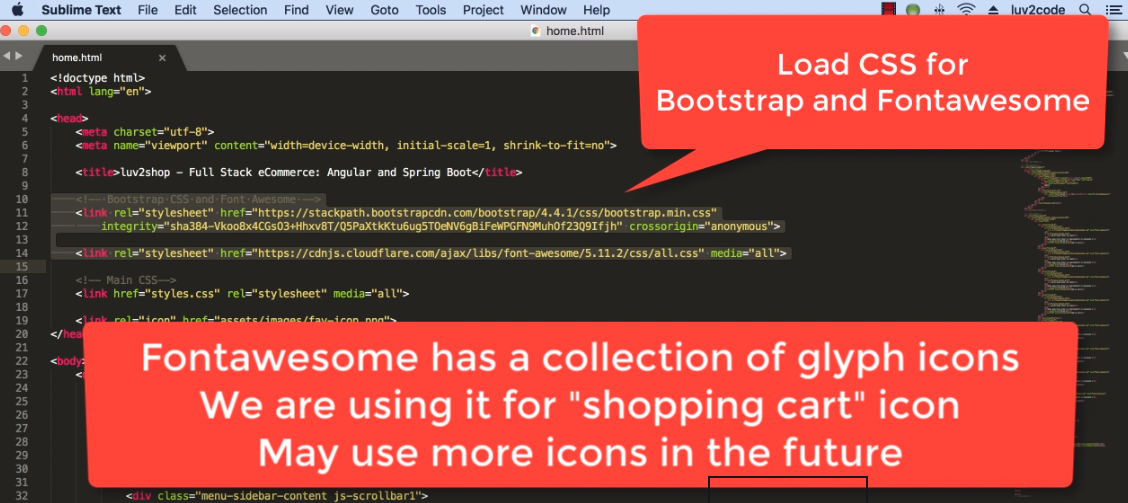 Sublime Text File Edit Selection Find View Goto Tools Project Window Help luv2code
home.html
home.html
Load CSS for
Bootstrap and Fontawesome
1 <!doctype html>
2 <html lang="en">
3
4 <head>
5 <meta charset="utf-8">
6 <meta name="viewport" content="width=device-width, initial-scale=1, shrink-to-fit=no">
7
8 <title>luv2shop - Full Stack eCommerce: Angular and Spring Boot</title>
9
10 <!-- Bootstrap CSS and Font Awesome -->
11 <link rel="stylesheet" href="https://stackpath.bootstrapcdn.com/bootstrap/4.4.1/css/bootstrap.min.css"
12 integrity="sha384-Vkoo8x4CGsO3+Hhxv8T/Q5PaXtkKtu6ug5TOeNV6gBiFeWPGFN9MuhOf23Q9Ifjh" crossorigin="anonymous">
13
14 <link rel="stylesheet" href="https://cdnjs.cloudflare.com/ajax/libs/font-awesome/5.11.2/css/all.css" media="all">
15
16 <!-- Main CSS-->
17 <link href="styles.css" rel="stylesheet" media="all">
18
19 <link rel="icon" href="assets/images/fav-icon.png">
20 </hea
21
22 <body>
23
24
25
26
27
28
29
30
31
32 <div class="menu-sidebar-content js-scrollbar1">
Fontawesome has a collection of glyph icons
We are using it for "shopping cart" icon
May use more icons in the future